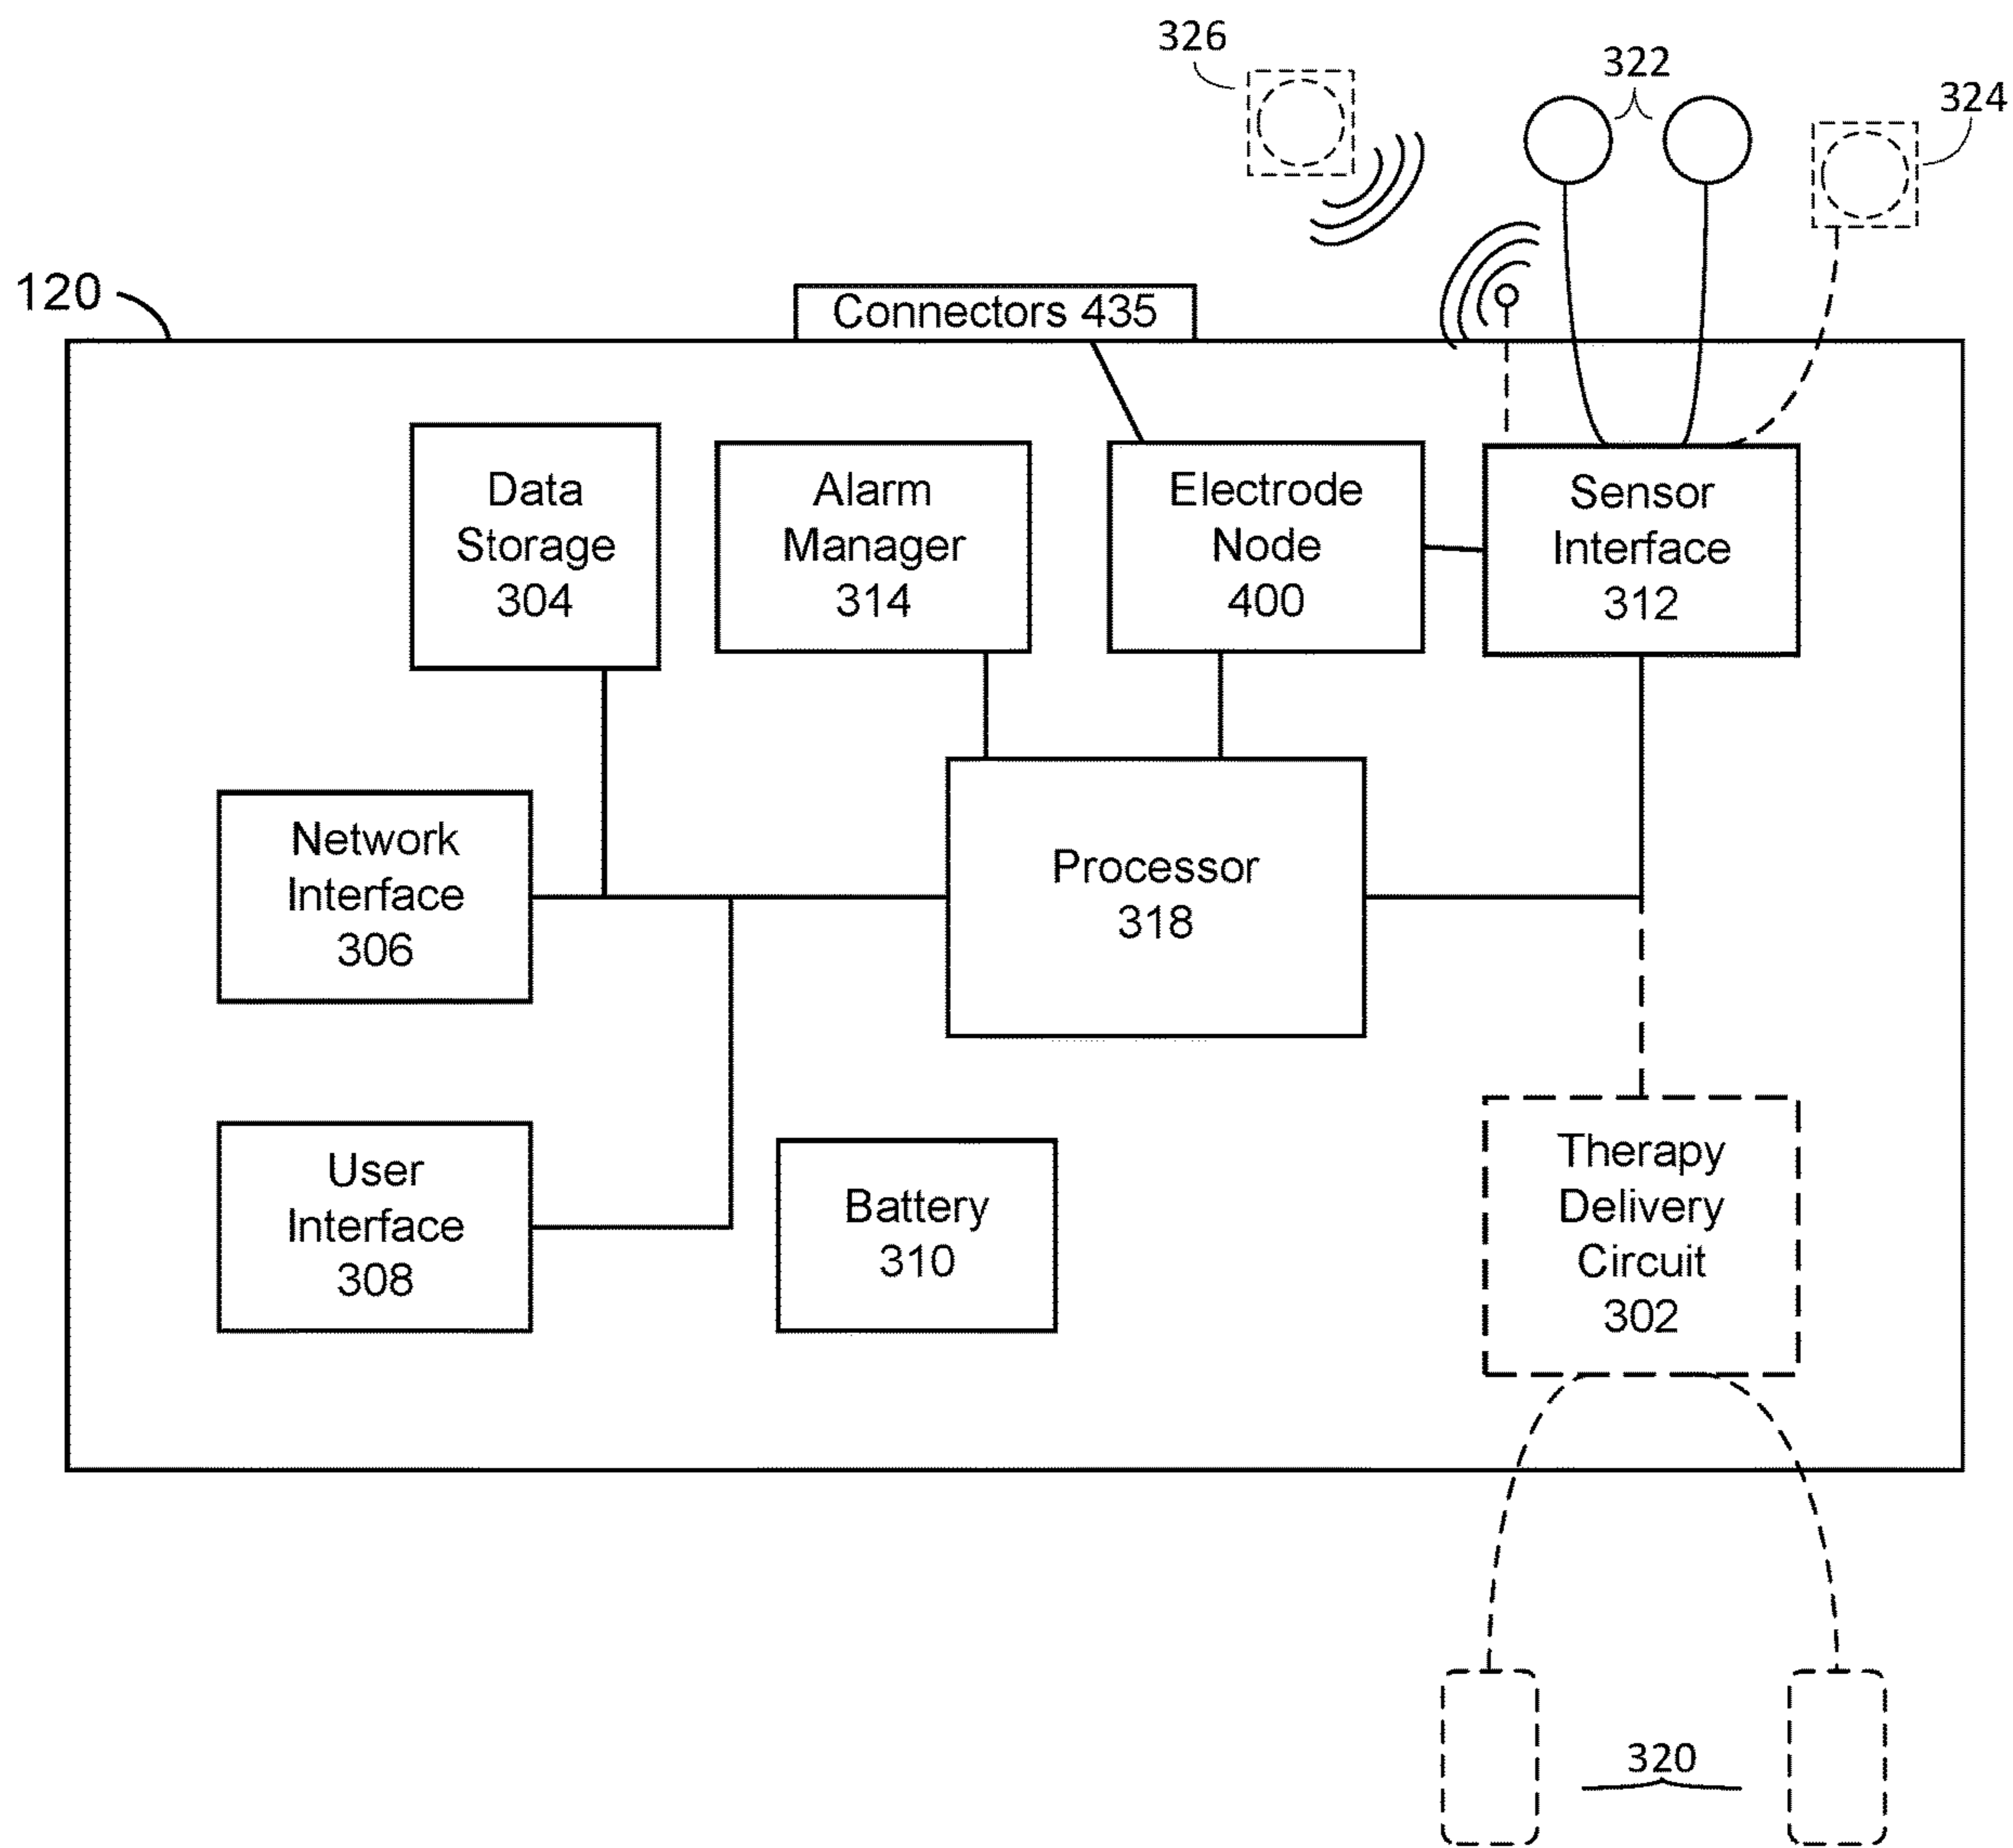 326
322
324
120
Connectors 435
Data
Storage
304
Alarm
Manager
314
Electrode
Node
400
Sensor
Interface
312
Network
Interface
306
Processor
318
User
Interface
308
Battery
310
Therapy
Delivery
Circuit
302
320